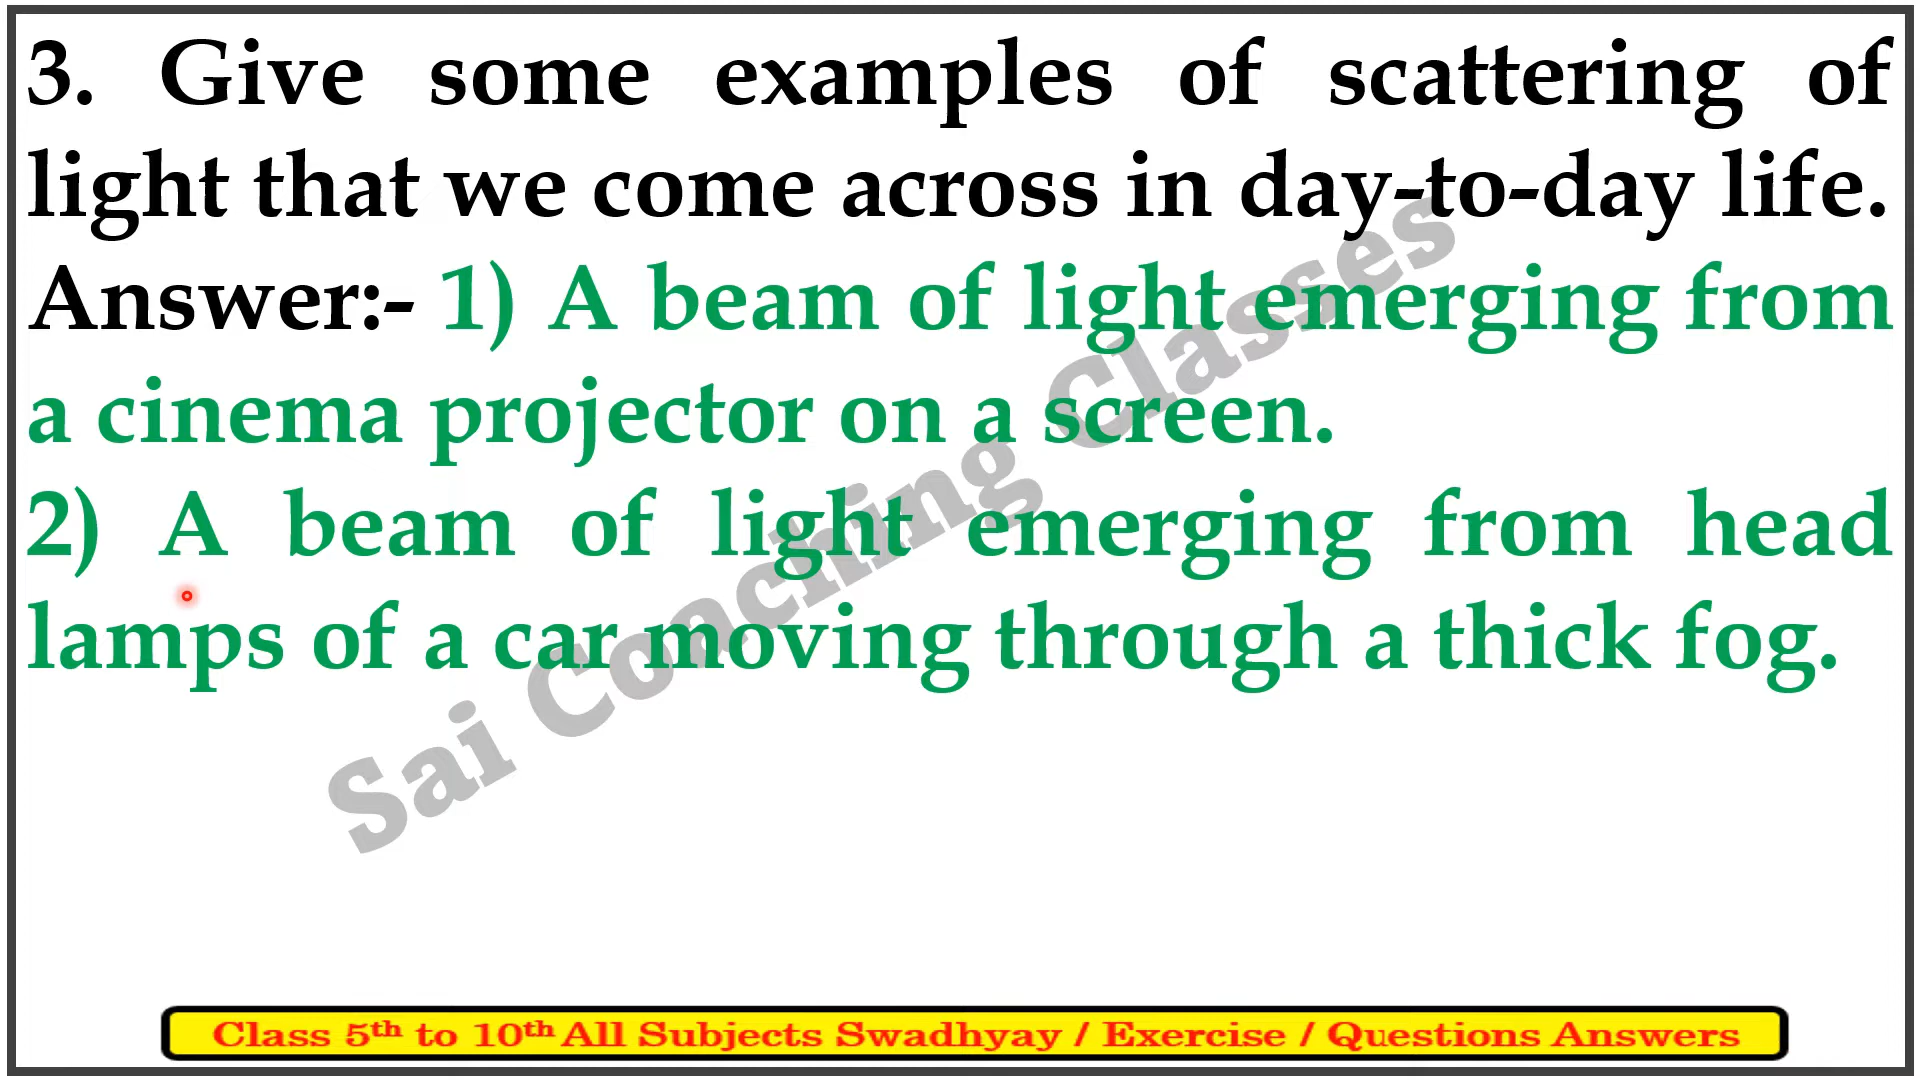 3. Give some examples of scattering of
light that we come across in day-to-day life.
Answer:- 1) A beam of light emerging from
a cinema projector on a screen.
2) A beam of light emerging from head
lamps of a car moving through a thick fog.
Sai Coaching Classes
Class 5th to 10th All Subjects Swadhyay / Exercise / Questions Answers